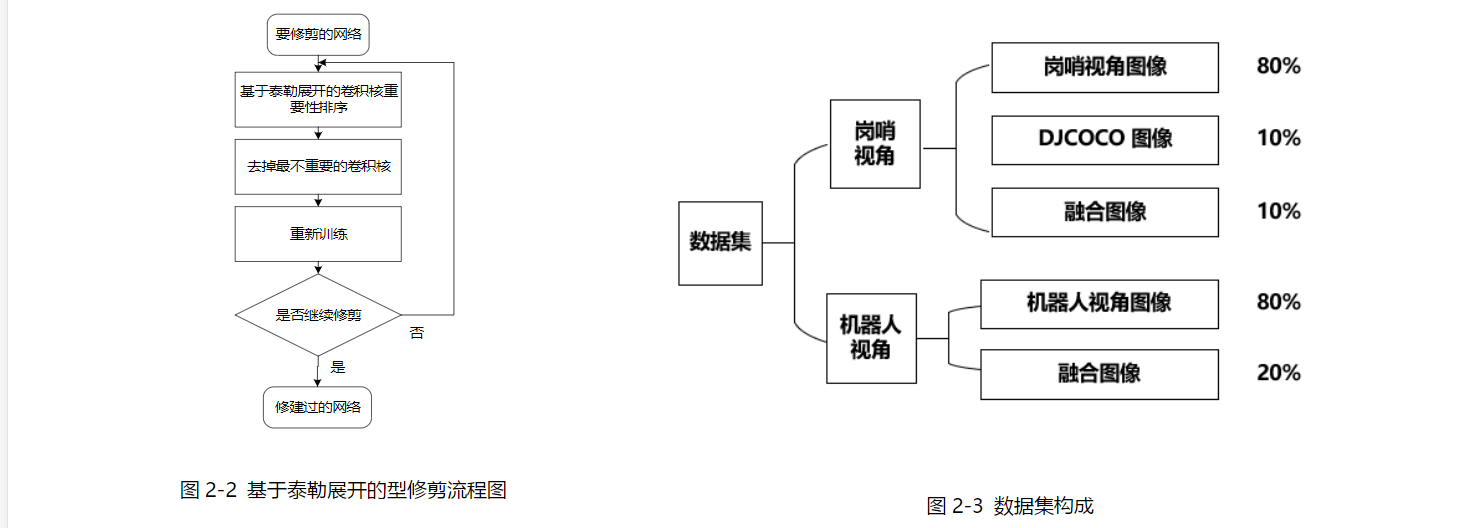 要修剪的网络
基于泰勒展开的卷积核重
要性排序
去掉最不重要的卷积核
重新训练
是否继续修剪
否
是
修建过的网络
图 2-2 基于泰勒展开的型修剪流程图
数据集
岗哨
视角
岗哨视角图像 80%
DJCOCO 图像 10%
融合图像 10%
机器人
视角
机器人视角图像 80%
融合图像 20%
图 2-3 数据集构成